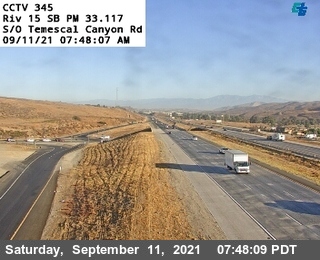 CCTV 345
Riv 15 SB PM 33.117
S/O Temescal Canyon Rd
09/11/21 07:48:07 AM
Saturday, September 11, 2021 07:48:09 PDT